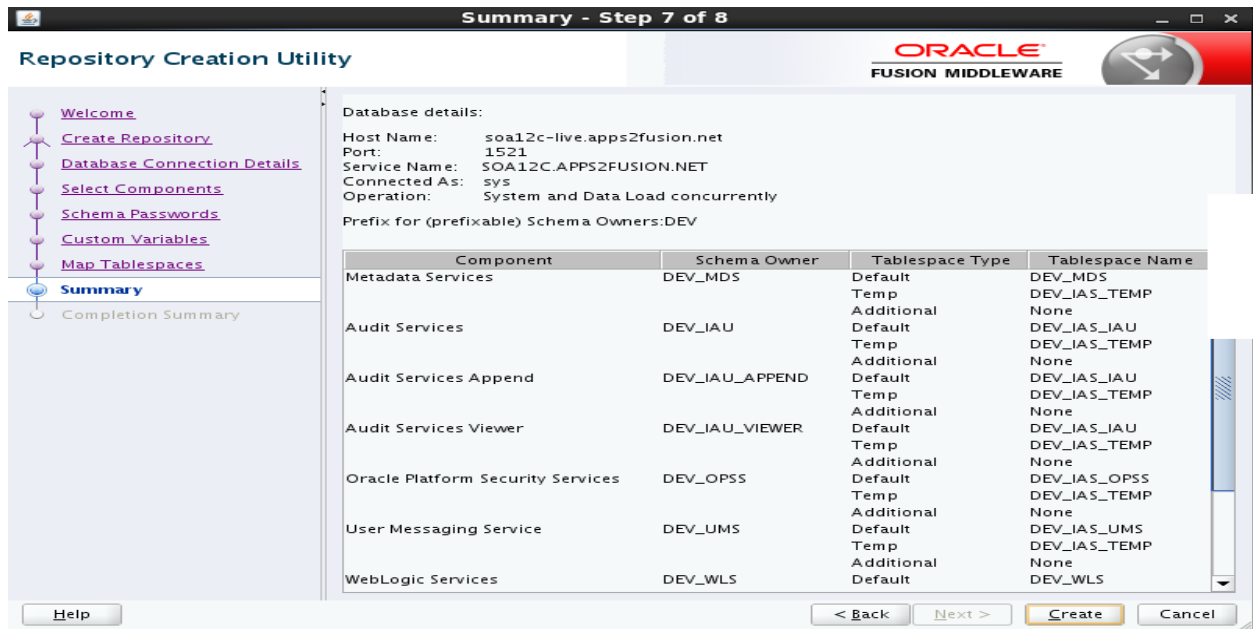 Summary - Step 7 of 8
Repository Creation Utility
ORACLE
FUSION MIDDLEWARE
Welcome
Create Repository
Database Connection Details
Select Components
Schema Passwords
Custom Variables
Map Tablespaces
Summary
Completion Summary
Database details:
Host Name: soa12c-live.apps2fusion.net
Port: 1521
Service Name: SOA12C.APPS2FUSION.NET
Connected As: sys
Operation: System and Data Load concurrently
Prefix for (prefixable) Schema Owners:DEV
Component Schema Owner Tablespace Type Tablespace Name
Metadata Services DEV_MDS Default DEV_MDS
Temp DEV_IAS_TEMP
Additional None
Audit Services DEV_IAU Default DEV_IAS_IAU
Temp DEV_IAS_TEMP
Additional None
Audit Services Append DEV_IAU_APPEND Default DEV_IAS_IAU
Temp DEV_IAS_TEMP
Additional None
Audit Services Viewer DEV_IAU_VIEWER Default DEV_IAS_IAU
Temp DEV_IAS_TEMP
Additional None
Oracle Platform Security Services DEV_OPSS Default DEV_IAS_OPSS
Temp DEV_IAS_TEMP
Additional None
User Messaging Service DEV_UMS Default DEV_IAS_UMS
Temp DEV_IAS_TEMP
Additional None
WebLogic Services DEV_WLS Default DEV_WLS
Help < Back Next > Create Cancel